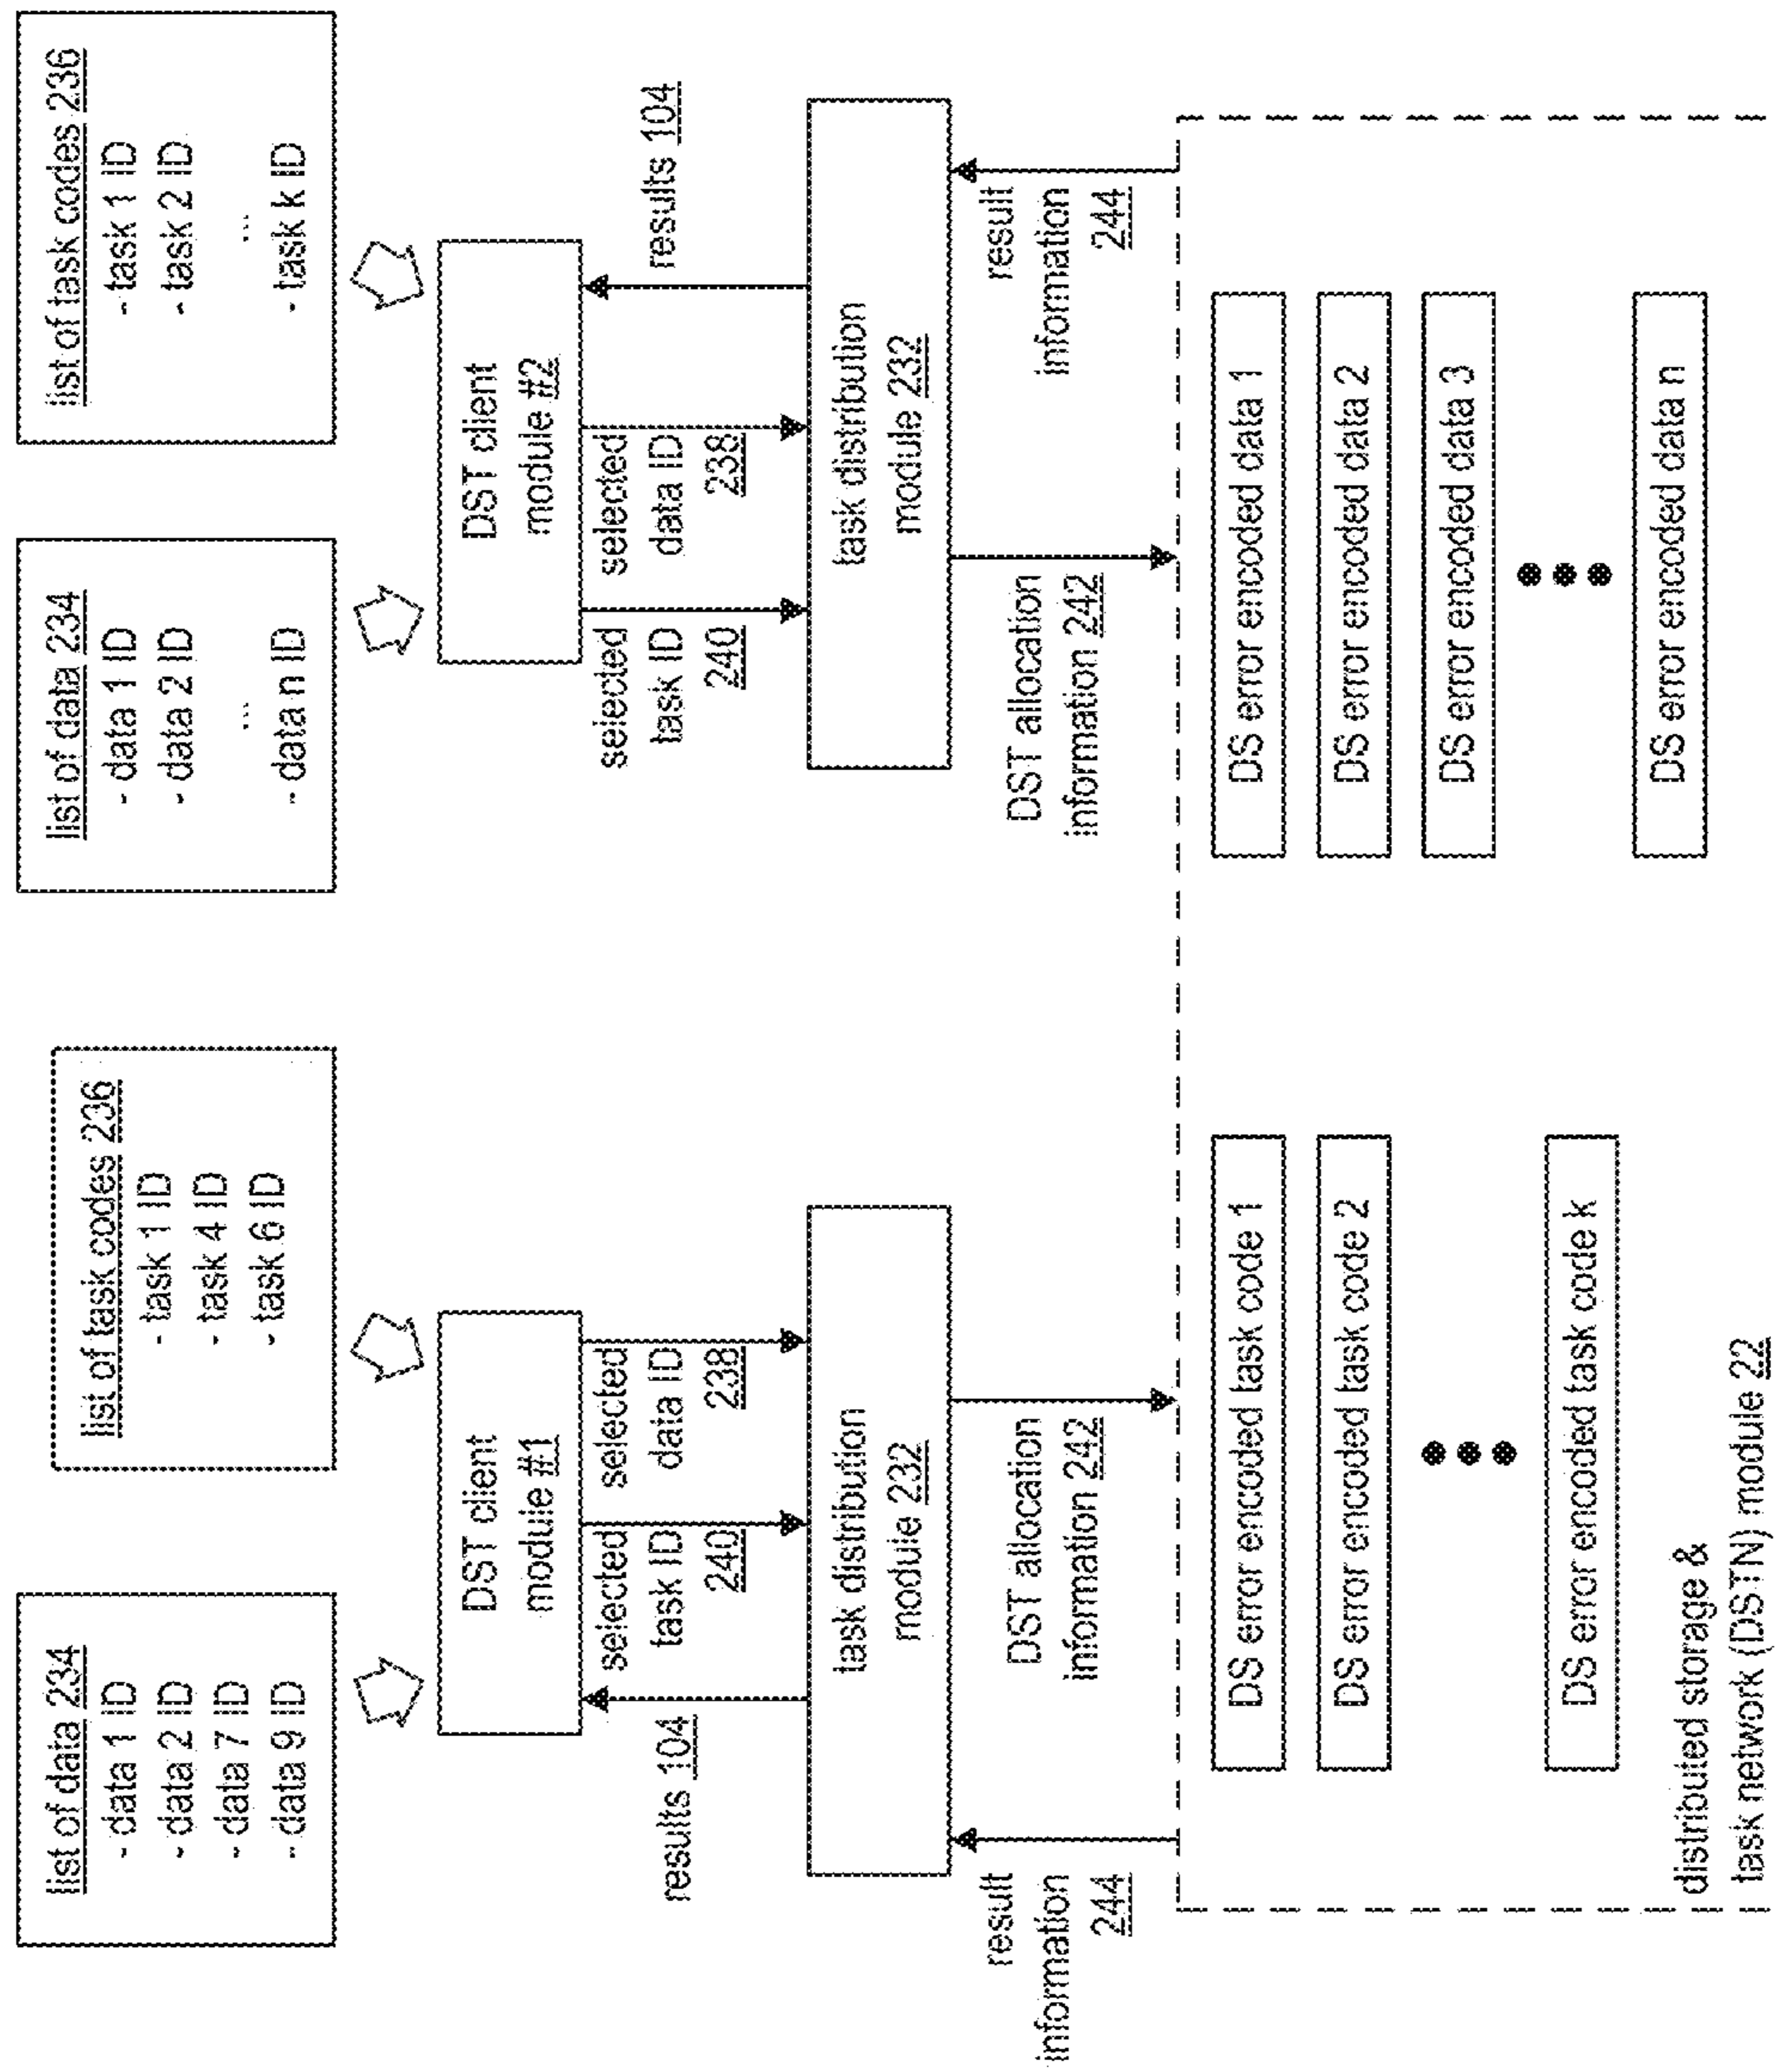 list of data 234
- data 1 ID
- data 2 ID
- data 7 ID
- data 9 ID
list of task codes 236
- task 1 ID
- task 4 ID
- task 6 ID
list of data 234
- data 1 ID
- data 2 ID
...
- data n ID
list of task codes 236
- task 1 ID
- task 2 ID
...
- task k ID
DST client
module #1
DST client
module #2
results 104
selected
task ID
240
selected
data ID
238
selected
task ID
240
selected
data ID
238
results 104
task distribution
module 232
task distribution
module 232
result
information
244
DST allocation
information 242
DST allocation
information 242
result
information
244
DS error encoded task code 1
DS error encoded task code 2
DS error encoded task code k
DS error encoded data 1
DS error encoded data 2
DS error encoded data 3
DS error encoded data n
distributed storage &
task network (DSTN) module 22